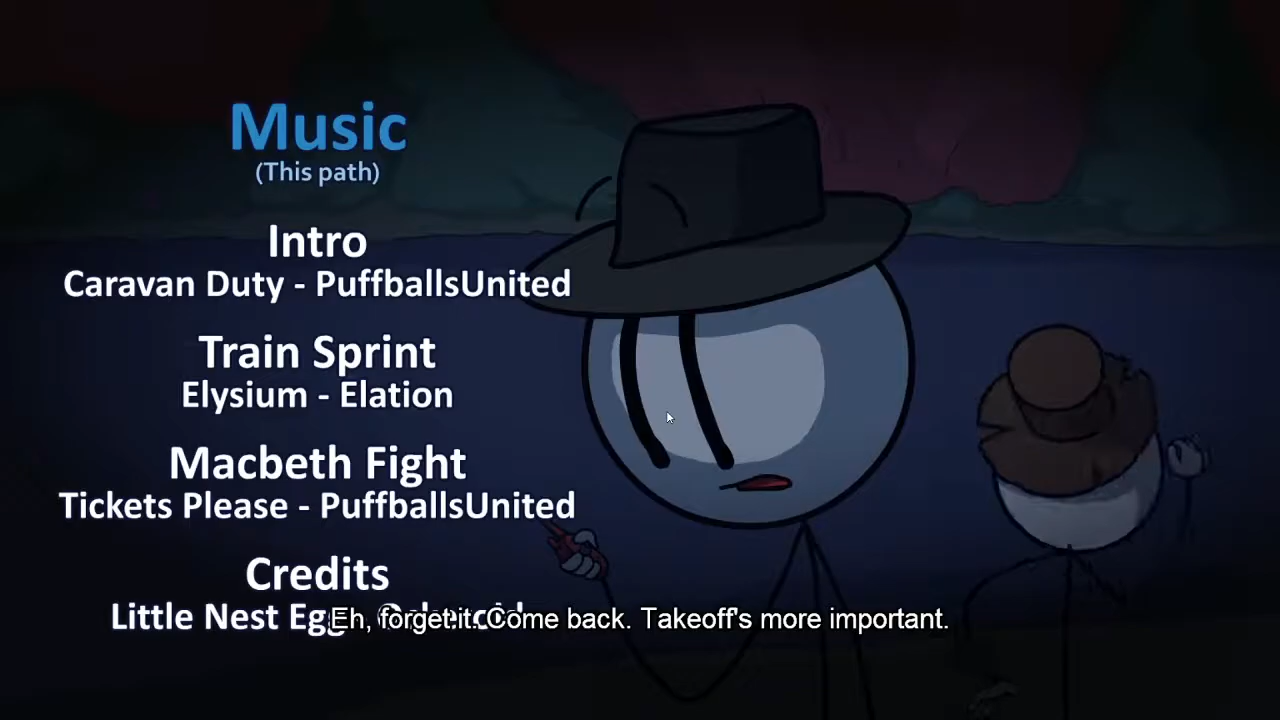 Music
(This path)
Intro
Caravan Duty - PuffballsUnited
Train Sprint
Elysium - Elation
Macbeth Fight
Tickets Please - PuffballsUnited
Credits
Little Nest Egg
Eh, forget it. Come back. Takeoff's more important.